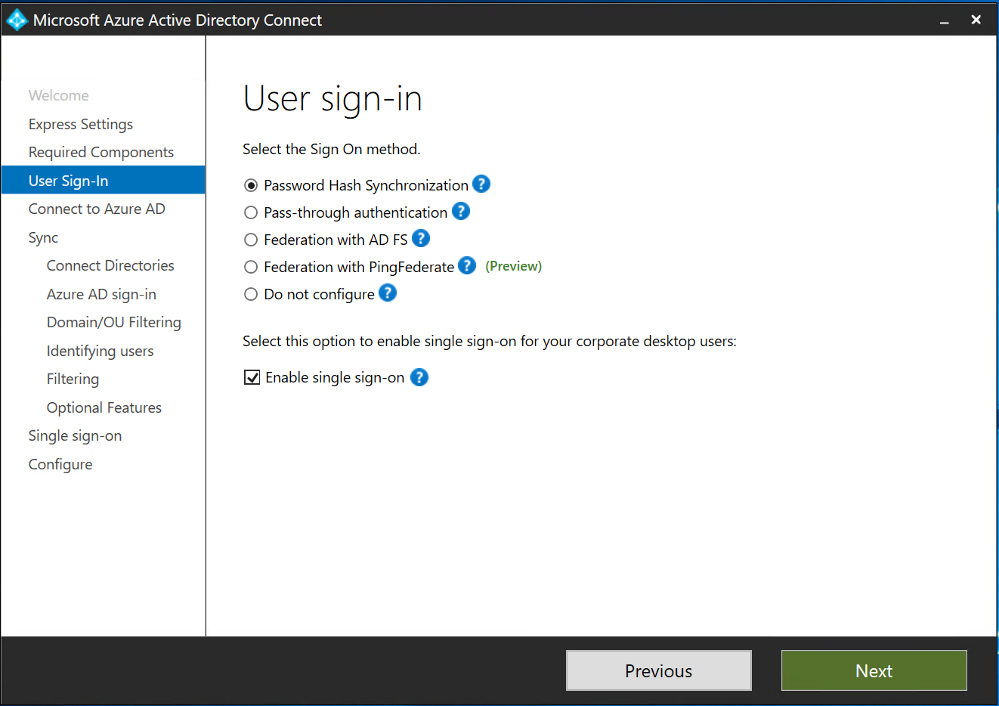 Microsoft Azure Active Directory Connect
Welcome
Express Settings
Required Components
User Sign-In
Connect to Azure AD
Sync
Connect Directories
Azure AD sign-in
Domain/OU Filtering
Identifying users
Filtering
Optional Features
Single sign-on
Configure
User sign-in
Select the Sign On method.
Password Hash Synchronization ?
Pass-through authentication ?
Federation with AD FS ?
Federation with PingFederate ? (Preview)
Do not configure ?
Select this option to enable single sign-on for your corporate desktop users:
Enable single sign-on ?
Previous
Next